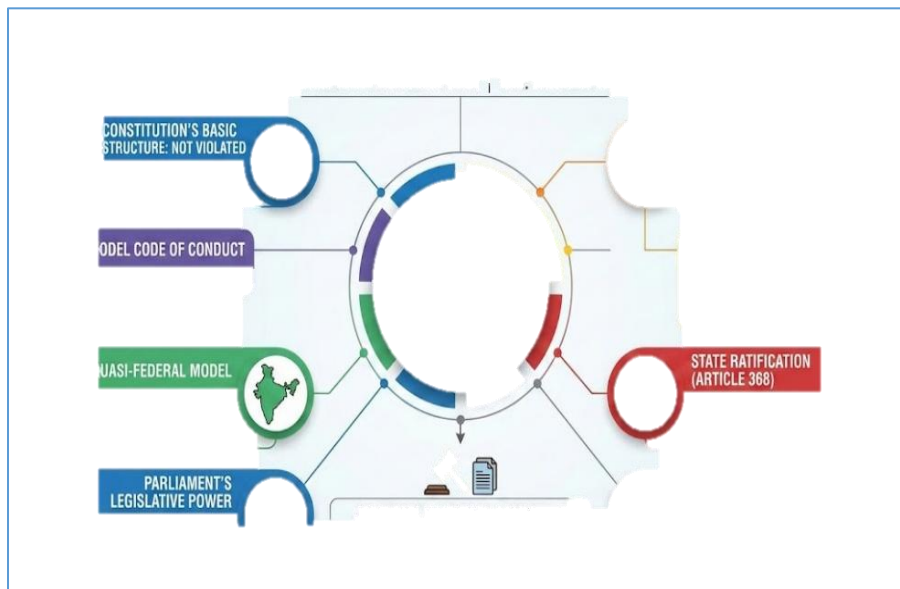 CONSTITUTION'S BASIC
STRUCTURE: NOT VIOLATED
ODEL CODE OF CONDUCT
UASI-FEDERAL MODEL
STATE RATIFICATION
(ARTICLE 368)
PARLIAMENT'S
LEGISLATIVE POWER